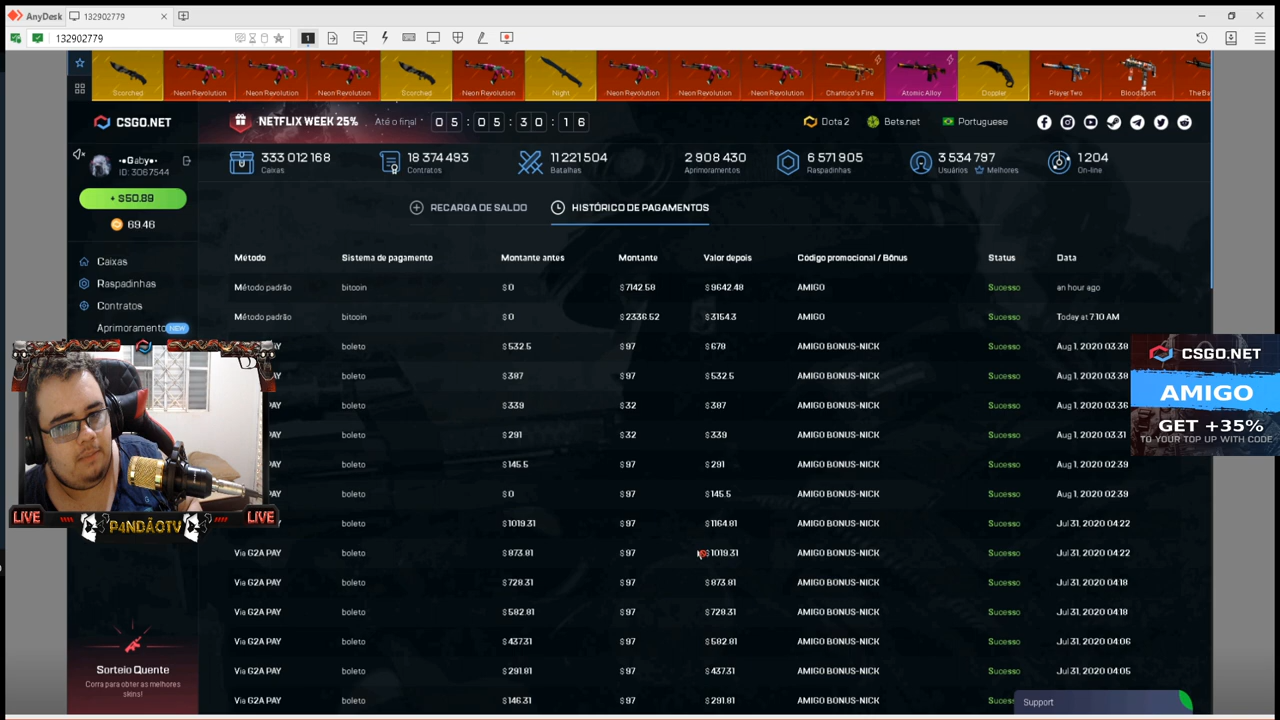 AnyDesk
132902779
132902779
1
Scorched
Neon Revolution
Neon Revolution
Neon Revolution
Scorched
Neon Revolution
Night
Neon Revolution
Neon Revolution
Neon Revolution
Chantico's Fire
Atomic Alloy
Doppler
Player Two
Bloodsport
The B
CSGO.NET
NETFLIX WEEK 25%
Até o final
05 : 05 : 30 : 16
Dota 2
Bets.net
Portuguese
•●Gaby●•
ID: 3067544
+ $50.89
69.46
333 012 168
Caixas
18 374 493
Contratos
11 221 504
Batalhas
2 908 430
Aprimoramentos
6 571 905
Raspadinhas
3 534 797
Usuários
Melhores
1 204
On-line
RECARGA DE SALDO
HISTÓRICO DE PAGAMENTOS
Caixas
Raspadinhas
Contratos
Aprimoramento NEW
Método Sistema de pagamento Montante antes Montante Valor depois Código promocional / Bônus Status Data
Método padrão bitcoin $ 0 $ 7142.58 $ 9642.48 AMIGO Sucesso an hour ago
Método padrão bitcoin $ 0 $ 2336.52 $ 3154.3 AMIGO Sucesso Today at 7:10 AM
PAY boleto $ 532.5 $ 97 $ 678 AMIGO BONUS-NICK Sucesso Aug 1, 2020 03:38
PAY boleto $ 387 $ 97 $ 532.5 AMIGO BONUS-NICK Sucesso Aug 1, 2020 03:38
PAY boleto $ 339 $ 32 $ 387 AMIGO BONUS-NICK Sucesso Aug 1, 2020 03:36
PAY boleto $ 291 $ 32 $ 339 AMIGO BONUS-NICK Sucesso Aug 1, 2020 03:31
PAY boleto $ 145.5 $ 97 $ 291 AMIGO BONUS-NICK Sucesso Aug 1, 2020 02:39
PAY boleto $ 0 $ 97 $ 145.5 AMIGO BONUS-NICK Sucesso Aug 1, 2020 02:39
PAY boleto $ 1019.31 $ 97 $ 1164.81 AMIGO BONUS-NICK Sucesso Jul 31, 2020 04:22
Via G2A PAY boleto $ 873.81 $ 97 $ 1019.31 AMIGO BONUS-NICK Sucesso Jul 31, 2020 04:22
Via G2A PAY boleto $ 728.31 $ 97 $ 873.81 AMIGO BONUS-NICK Sucesso Jul 31, 2020 04:18
Via G2A PAY boleto $ 582.81 $ 97 $ 728.31 AMIGO BONUS-NICK Sucesso Jul 31, 2020 04:18
Via G2A PAY boleto $ 437.31 $ 97 $ 582.81 AMIGO BONUS-NICK Sucesso Jul 31, 2020 04:06
Via G2A PAY boleto $ 291.81 $ 97 $ 437.31 AMIGO BONUS-NICK Sucesso Jul 31, 2020 04:05
Via G2A PAY boleto $ 146.31 $ 97 $ 291.81 AMIGO BONUS-NICK Sucess
CSGO.NET
AMIGO
GET +35%
TO YOUR TOP UP WITH CODE
LIVE
P4NDÃOTV
LIVE
Sorteio Quente
Corra para obter as melhores
skins!
Support